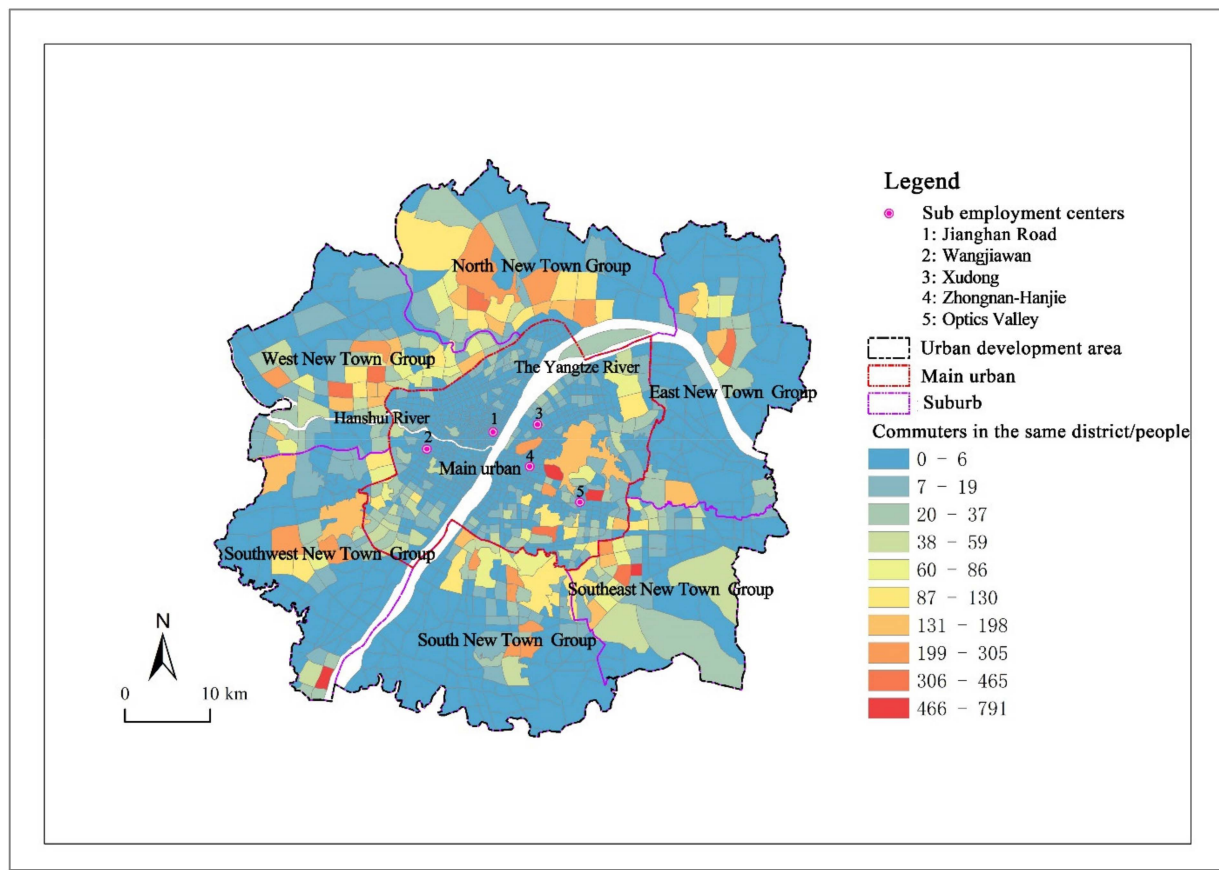 Legend
Sub employment centers
1: Jianghan Road
2: Wangjiawan
3: Xudong
4: Zhongnan-Hanjie
5: Optics Valley
Urban development area
Main urban
Suburb
Commuters in the same district/people
0 - 6
7 - 19
20 - 37
38 - 59
60 - 86
87 - 130
131 - 198
199 - 305
306 - 465
466 - 791
North New Town Group
West New Town Group
The Yangtze River
East New Town Group
Hanshui River
1
3
2
Main urban
4
5
Southwest New Town Group
Southeast New Town Group
South New Town Group
N
0 10 km